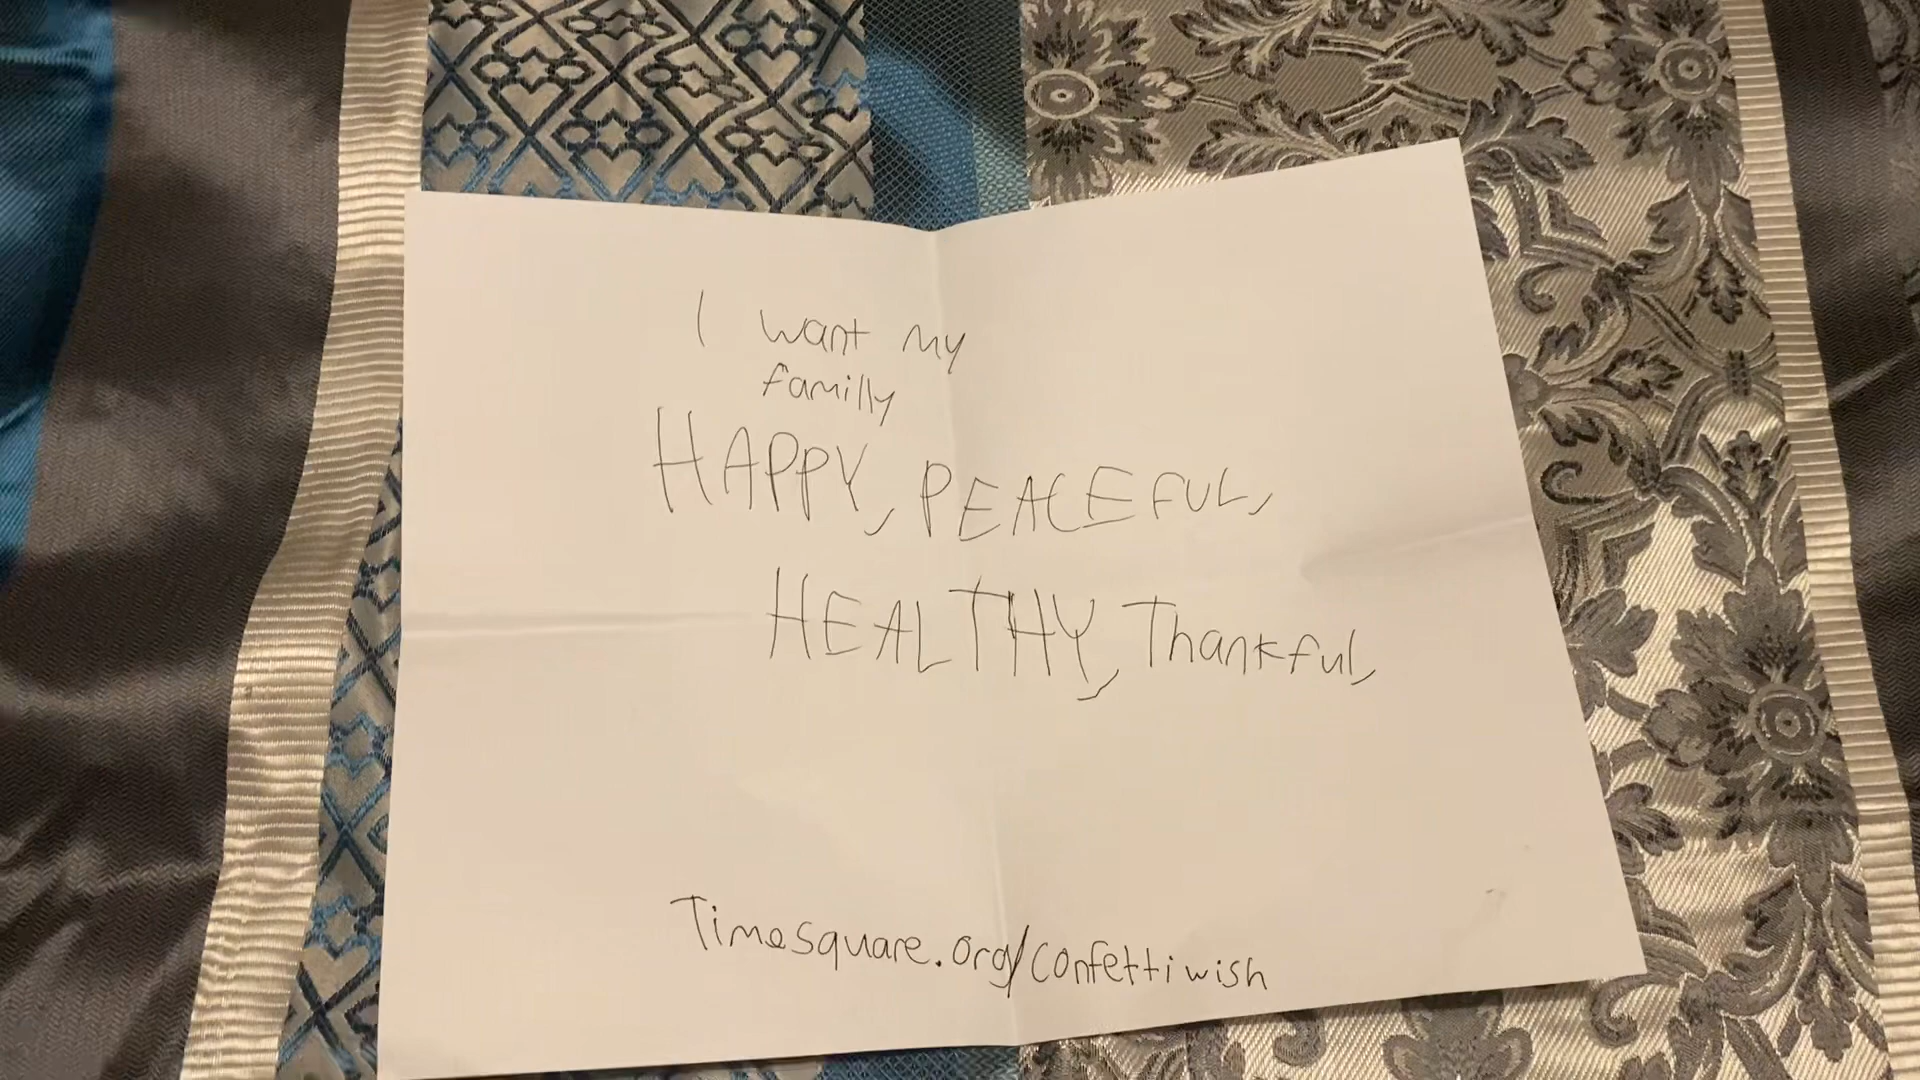 I want my
familly
HAPPY, PEACEFUL,
HEALTHY, Thankful,
Timesquare.org/confettiwish